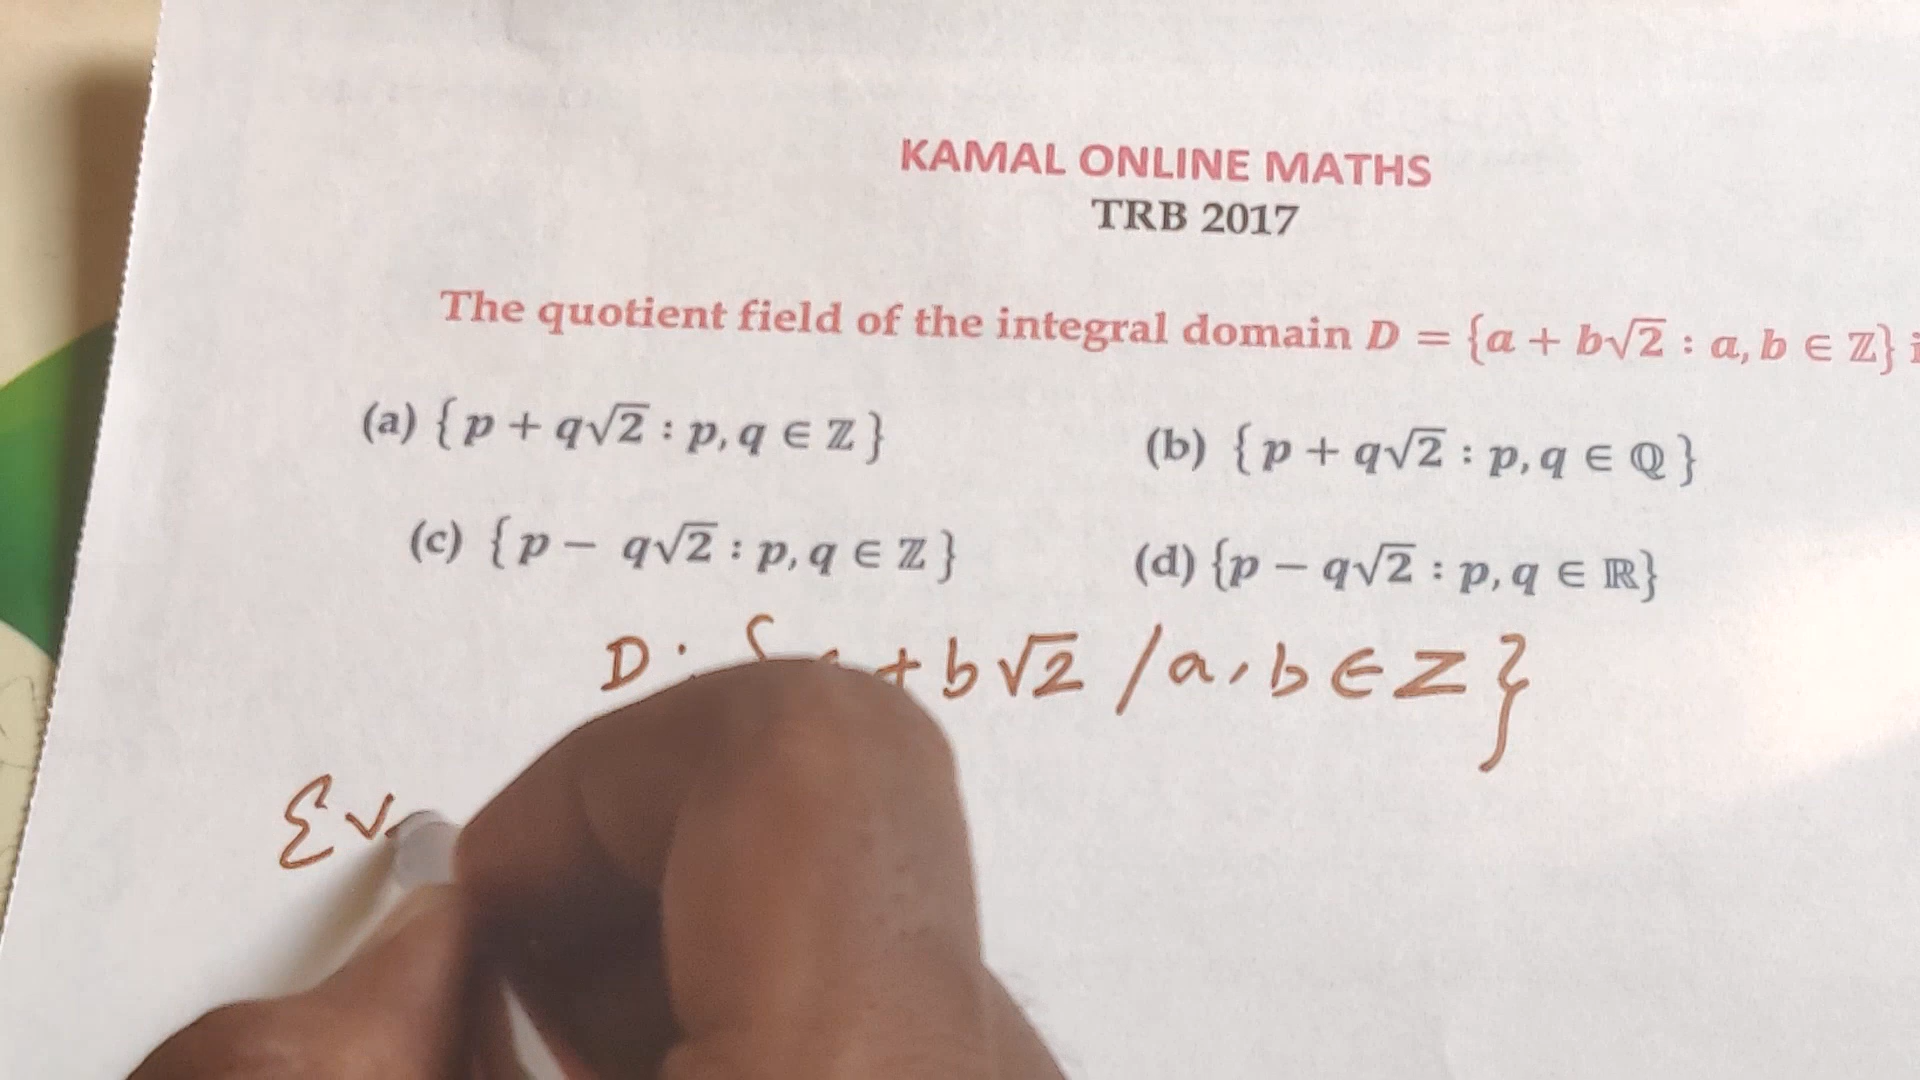 KAMAL ONLINE MATHS
TRB 2017
The quotient field of the integral domain D = {a + b√2 : a, b ∈ ℤ}
(a) {p + q√2 : p, q ∈ ℤ}
(b) {p + q√2 : p, q ∈ ℚ}
(c) {p − q√2 : p, q ∈ ℤ}
(d) {p − q√2 : p, q ∈ ℝ}
D : { + b√2 / a, b ∈ Z}